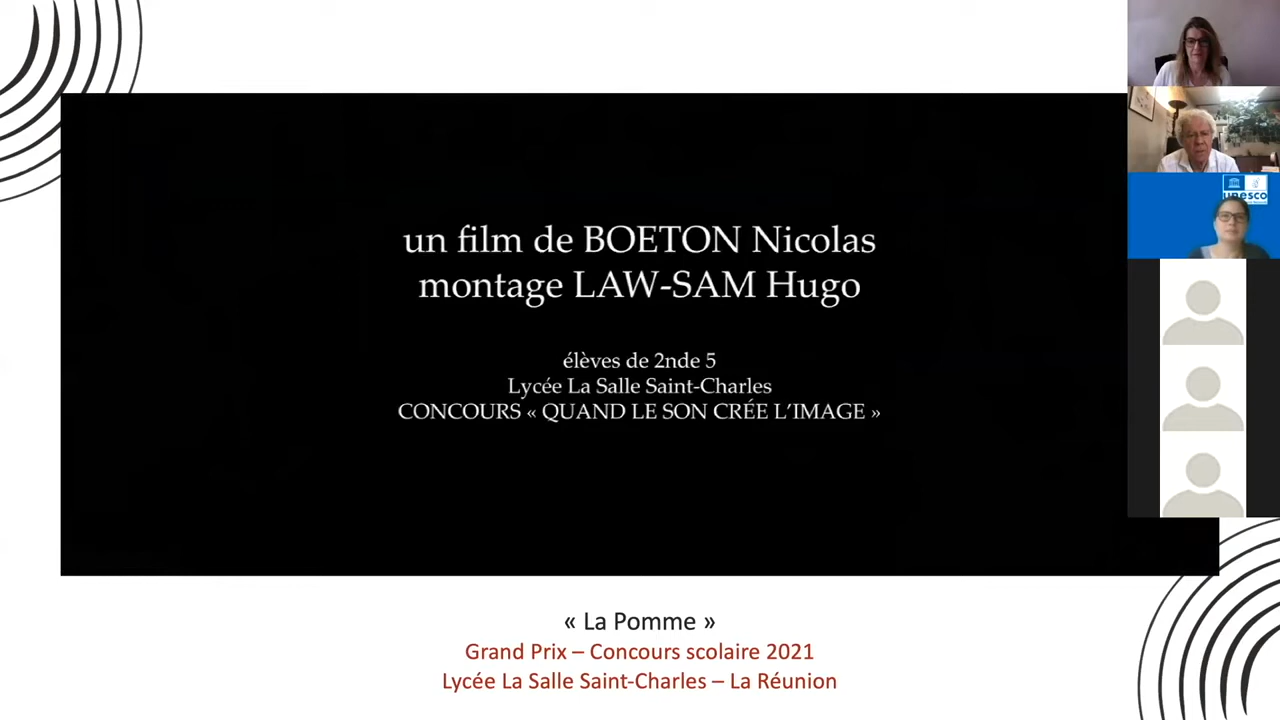 un film de BOETON Nicolas
montage LAW-SAM Hugo
élèves de 2nde 5
Lycée La Salle Saint-Charles
CONCOURS « QUAND LE SON CRÉE L’IMAGE »
unesco
« La Pomme »
Grand Prix – Concours scolaire 2021
Lycée La Salle Saint-Charles – La Réunion